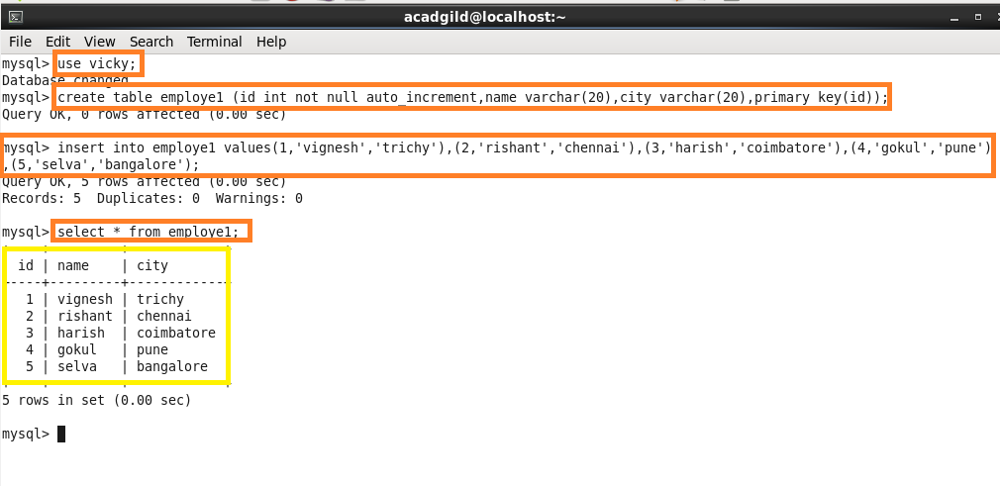 acadgild@localhost:~
File Edit View Search Terminal Help
mysql> use vicky;
Database changed
mysql> create table employe1 (id int not null auto_increment,name varchar(20),city varchar(20),primary key(id));
Query OK, 0 rows affected (0.00 sec)
mysql> insert into employe1 values(1,'vignesh','trichy'),(2,'rishant','chennai'),(3,'harish','coimbatore'),(4,'gokul','pune')
,(5,'selva','bangalore');
Query OK, 5 rows affected (0.00 sec)
Records: 5  Duplicates: 0  Warnings: 0
mysql> select * from employe1;
id | name    | city
-----+---------+------------
1 | vignesh | trichy
2 | rishant | chennai
3 | harish  | coimbatore
4 | gokul   | pune
5 | selva   | bangalore
5 rows in set (0.00 sec)
mysql>